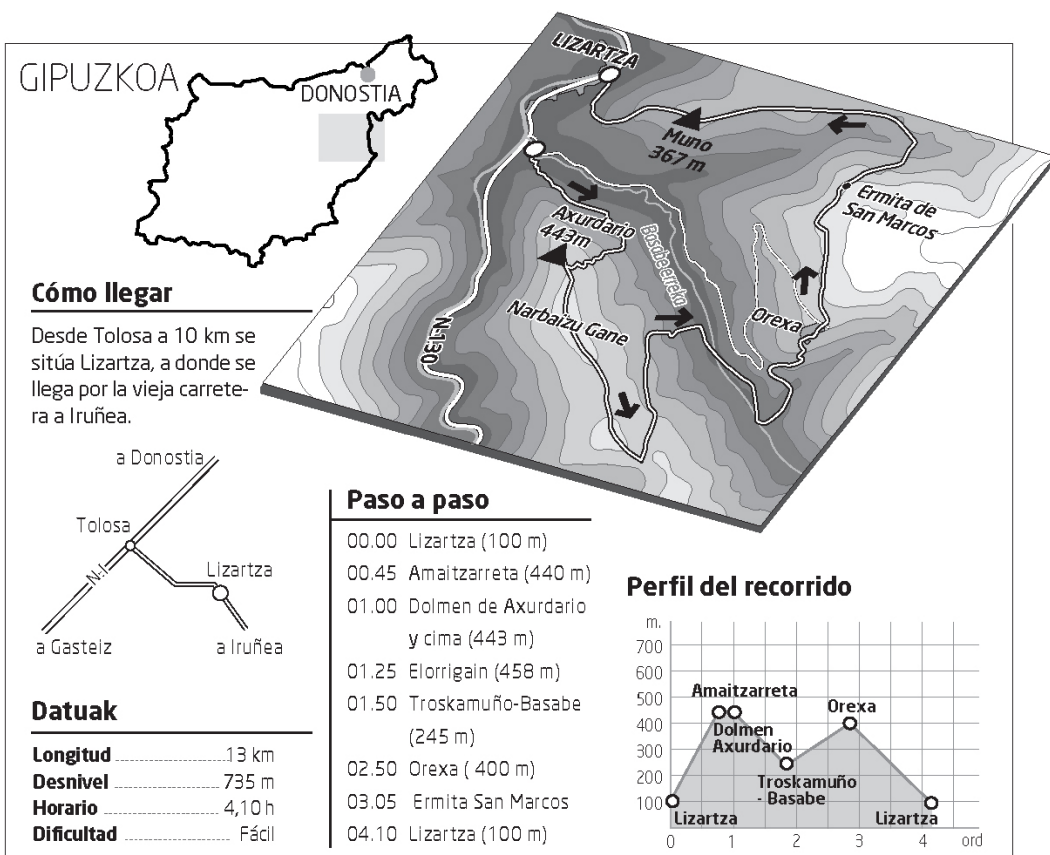 GIPUZKOA
DONOSTIA
LIZARTZA
Muno
367 m
Ermita de
San Marcos
Axurdario
443m
Basabe erreka
Orexa
Narbaizu Gane
N-130
Cómo llegar
Desde Tolosa a 10 km se
sitúa Lizartza, a donde se
llega por la vieja carrete-
ra a Iruñea.
a Donostia
Tolosa
N-I
Lizartza
a Gasteiz
a Iruñea
Datuak
Longitud 13 km
Desnivel 735 m
Horario 4,10 h
Dificultad Fácil
Paso a paso
00.00 Lizartza (100 m)
00.45 Amaitzarreta (440 m)
01.00 Dolmen de Axurdario
y cima (443 m)
01.25 Elorrigain (458 m)
01.50 Troskamuño-Basabe
(245 m)
02.50 Orexa ( 400 m)
03.05 Ermita San Marcos
04.10 Lizartza (100 m)
Perfil del recorrido
m.
700
600
500
400
300
200
100
Amaitzarreta
Dolmen
Axurdario
Orexa
Troskamuño
- Basabe
Lizartza
Lizartza
0 1 2 3 4 ord